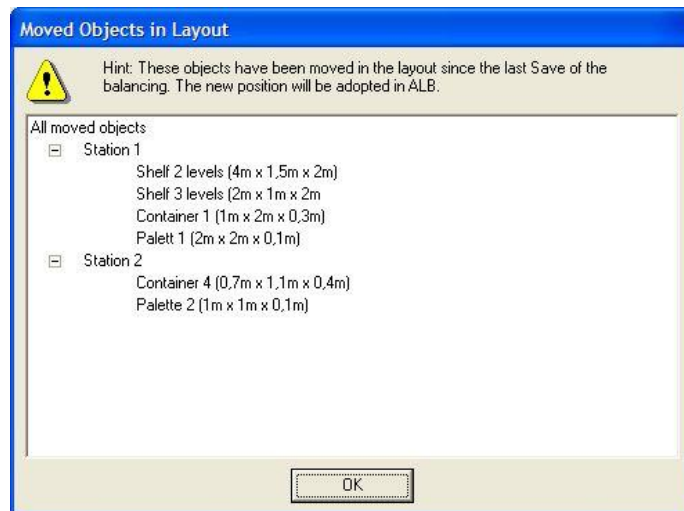 Moved Objects in Layout
Hint: These objects have been moved in the layout since the last Save of the
balancing. The new position will be adopted in ALB.
All moved objects
Station 1
Shelf 2 levels (4m x 1,5m x 2m)
Shelf 3 levels (2m x 1m x 2m
Container 1 (1m x 2m x 0,3m)
Palett 1 (2m x 2m x 0,1m)
Station 2
Container 4 (0,7m x 1,1m x 0,4m)
Palette 2 (1m x 1m x 0,1m)
OK